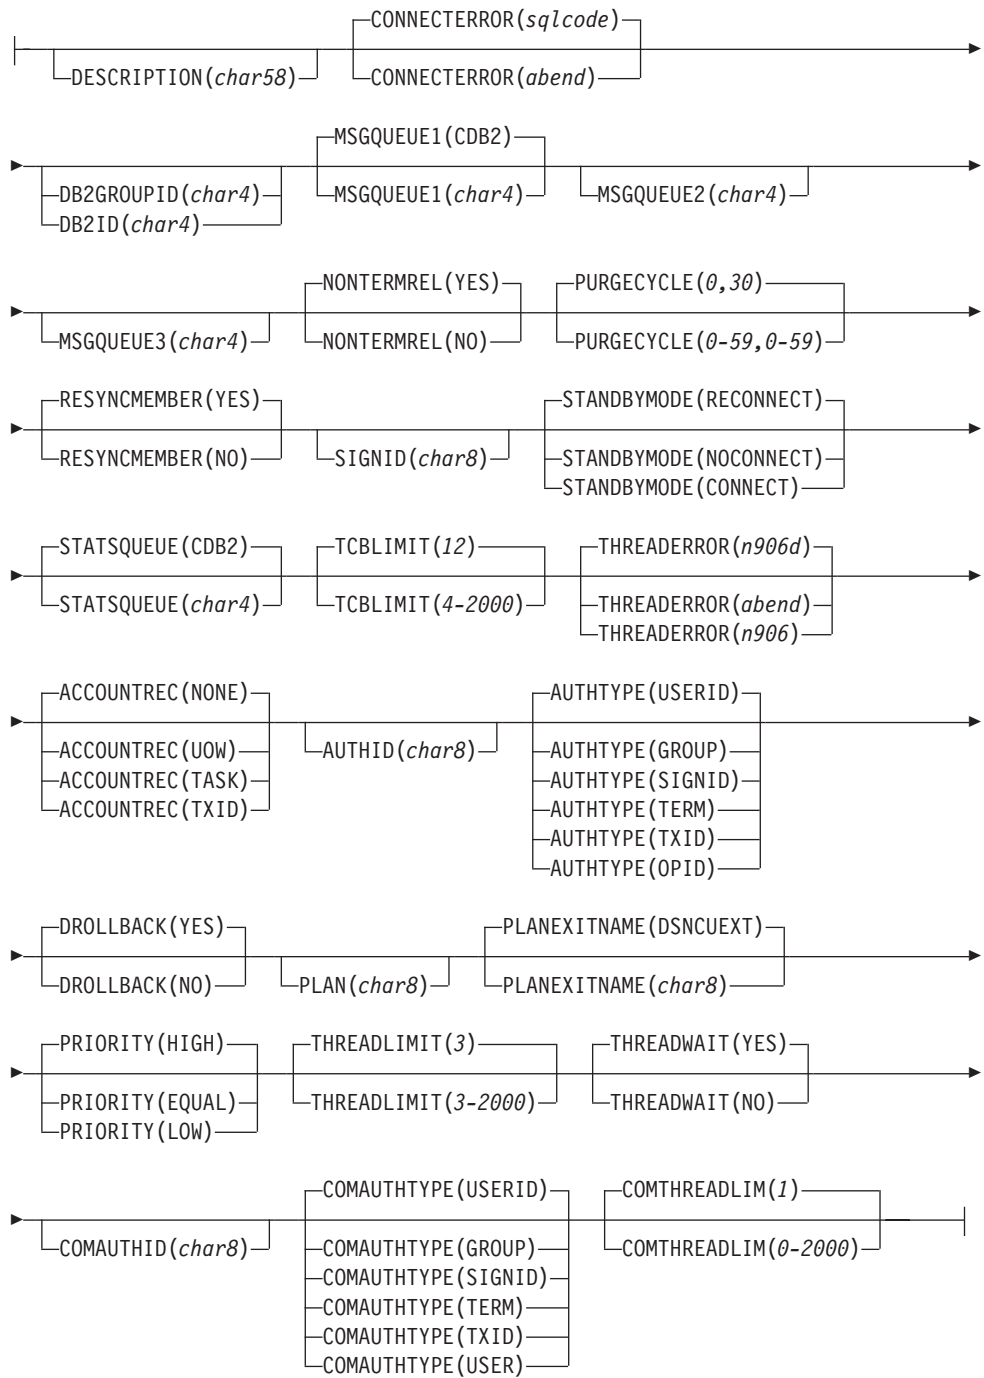 CONNECTERROR(sqlcode)
DESCRIPTION(char58)
CONNECTERROR(abend)
MSGQUEUE1(CDB2)
DB2GROUPID(char4)
MSGQUEUE1(char4)
MSGQUEUE2(char4)
DB2ID(char4)
NONTERMREL(YES)
PURGECYCLE(0,30)
MSGQUEUE3(char4)
NONTERMREL(NO)
PURGECYCLE(0-59,0-59)
RESYNCMEMBER(YES)
STANDBYMODE(RECONNECT)
RESYNCMEMBER(NO)
SIGNID(char8)
STANDBYMODE(NOCONNECT)
STANDBYMODE(CONNECT)
STATSQUEUE(CDB2)
TCBLIMIT(12)
THREADERROR(n906d)
STATSQUEUE(char4)
TCBLIMIT(4-2000)
THREADERROR(abend)
THREADERROR(n906)
ACCOUNTREC(NONE)
AUTHTYPE(USERID)
ACCOUNTREC(UOW)
AUTHID(char8)
AUTHTYPE(GROUP)
ACCOUNTREC(TASK)
AUTHTYPE(SIGNID)
ACCOUNTREC(TXID)
AUTHTYPE(TERM)
AUTHTYPE(TXID)
AUTHTYPE(OPID)
DROLLBACK(YES)
PLANEXITNAME(DSNCUEXT)
DROLLBACK(NO)
PLAN(char8)
PLANEXITNAME(char8)
PRIORITY(HIGH)
THREADLIMIT(3)
THREADWAIT(YES)
PRIORITY(EQUAL)
THREADLIMIT(3-2000)
THREADWAIT(NO)
PRIORITY(LOW)
COMAUTHTYPE(USERID)
COMTHREADLIM(1)
COMAUTHID(char8)
COMAUTHTYPE(GROUP)
COMTHREADLIM(0-2000)
COMAUTHTYPE(SIGNID)
COMAUTHTYPE(TERM)
COMAUTHTYPE(TXID)
COMAUTHTYPE(USER)